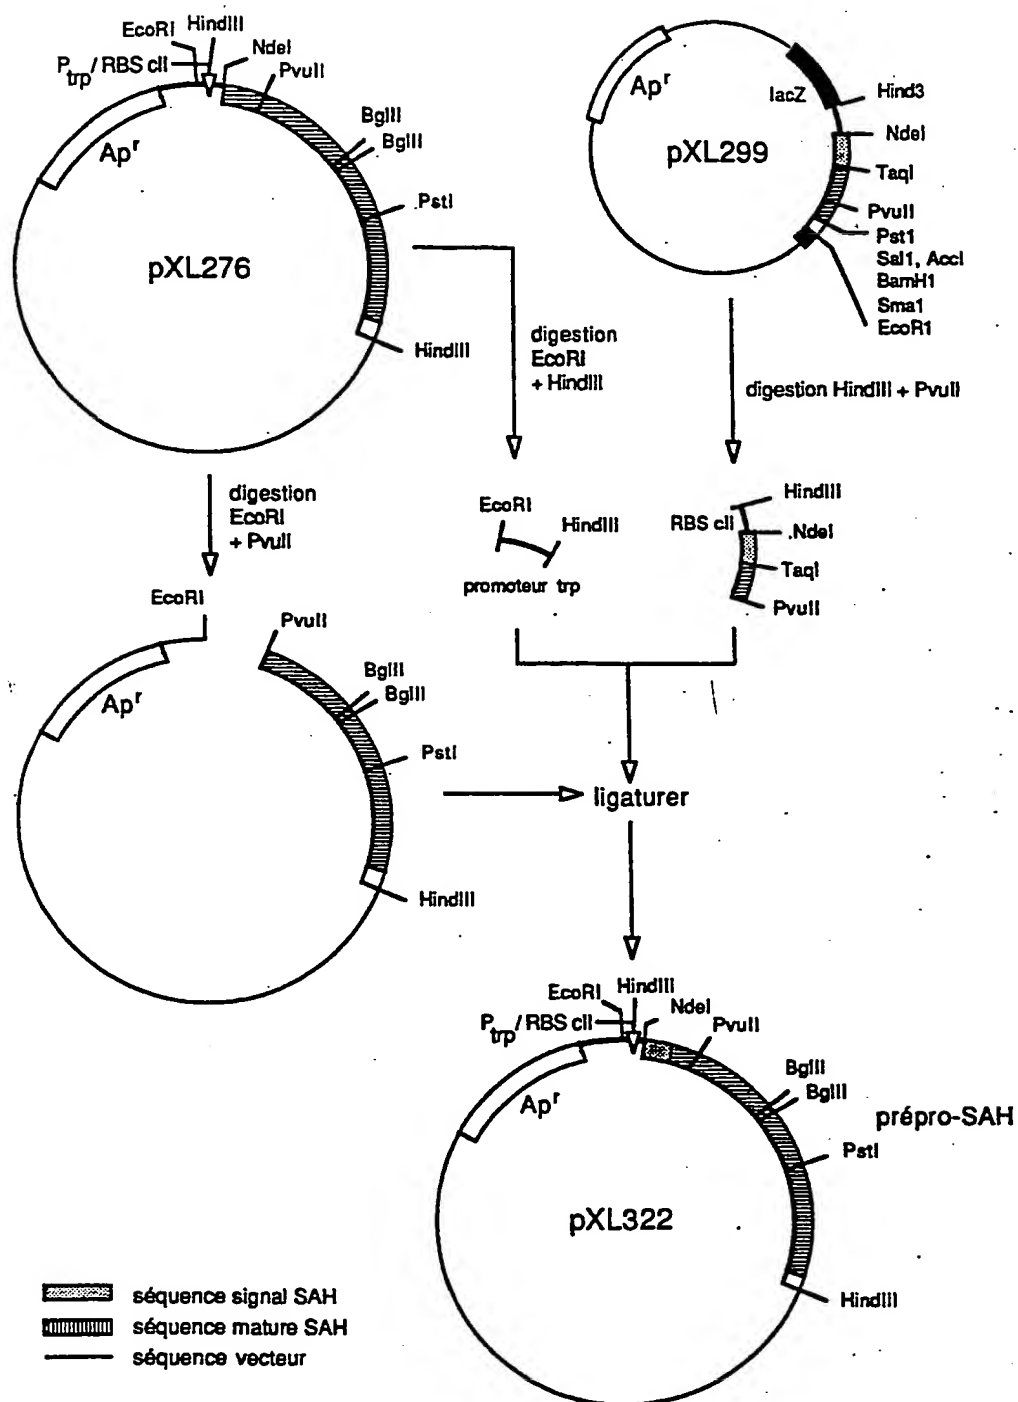 EcoRI
HindIII
P trp / RBS cII
NdeI
PvuII
BglII
BglII
PstI
HindIII
Apʳ
pXL276
Apʳ
lacZ
pXL299
Hind3
NdeI
TaqI
PvuII
Pst1
Sal1, AccI
BamH1
Sma1
EcoR1
digestion
EcoRI
+ HindIII
digestion HindIII + PvuII
digestion
EcoRI
+ PvuII
EcoRI
HindIII
promoteur trp
HindIII
RBS cII
.NdeI
TaqI
PvuII
EcoRI
PvuII
BglII
BglII
PstI
HindIII
Apʳ
ligaturer
EcoRI
HindIII
P trp / RBS cII
NdeI
PvuII
BglII
BglII
prépro-SAH
PstI
HindIII
Apʳ
pXL322
séquence signal SAH
séquence mature SAH
séquence vecteur